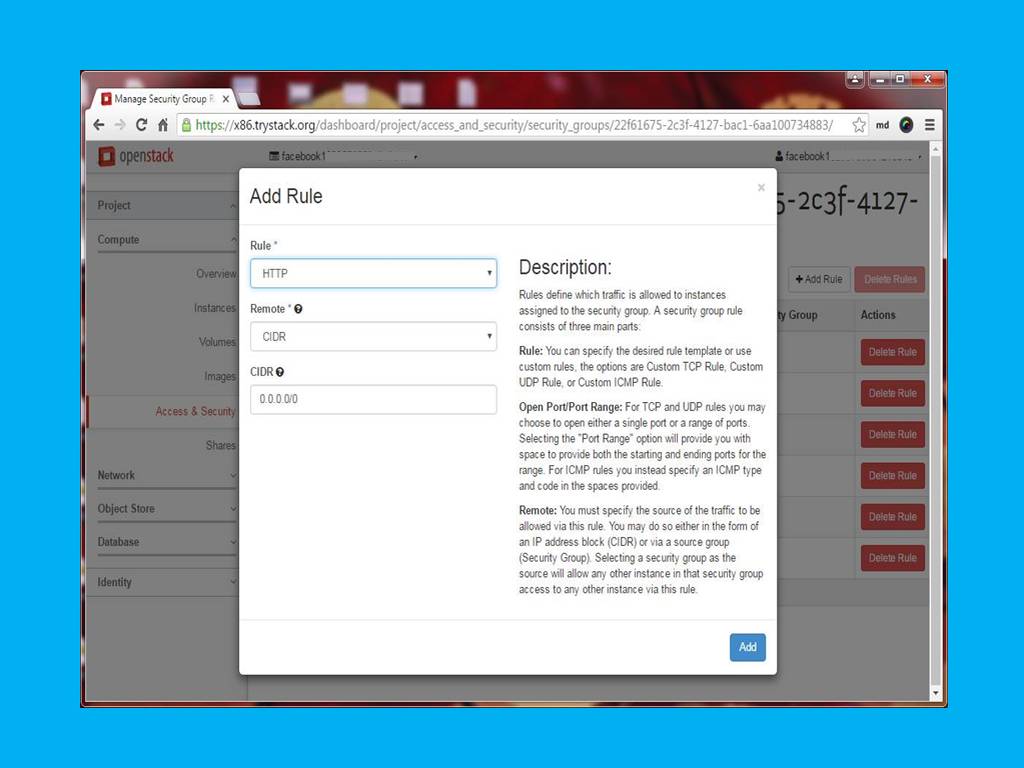 Manage Security Group R
https://x86.trystack.org/dashboard/project/access_and_security/security_groups/22f61675-2c3f-4127-bac1-6aa100734883/
md
openstack
facebook1
facebook1
Project
Compute
Overview
Instances
Volumes
Images
Access & Security
Shares
Network
Object Store
Database
Identity
5-2c3f-4127-
+ Add Rule
Delete Rules
ty Group
Actions
Delete Rule
Delete Rule
Delete Rule
Delete Rule
Delete Rule
Delete Rule
Add Rule
×
Rule *
HTTP
Remote * ?
CIDR
CIDR ?
0.0.0.0/0
Description:
Rules define which traffic is allowed to instances
assigned to the security group. A security group rule
consists of three main parts:
Rule: You can specify the desired rule template or use
custom rules, the options are Custom TCP Rule, Custom
UDP Rule, or Custom ICMP Rule.
Open Port/Port Range: For TCP and UDP rules you may
choose to open either a single port or a range of ports.
Selecting the "Port Range" option will provide you with
space to provide both the starting and ending ports for the
range. For ICMP rules you instead specify an ICMP type
and code in the spaces provided.
Remote: You must specify the source of the traffic to be
allowed via this rule. You may do so either in the form of
an IP address block (CIDR) or via a source group
(Security Group). Selecting a security group as the
source will allow any other instance in that security group
access to any other instance via this rule.
Add